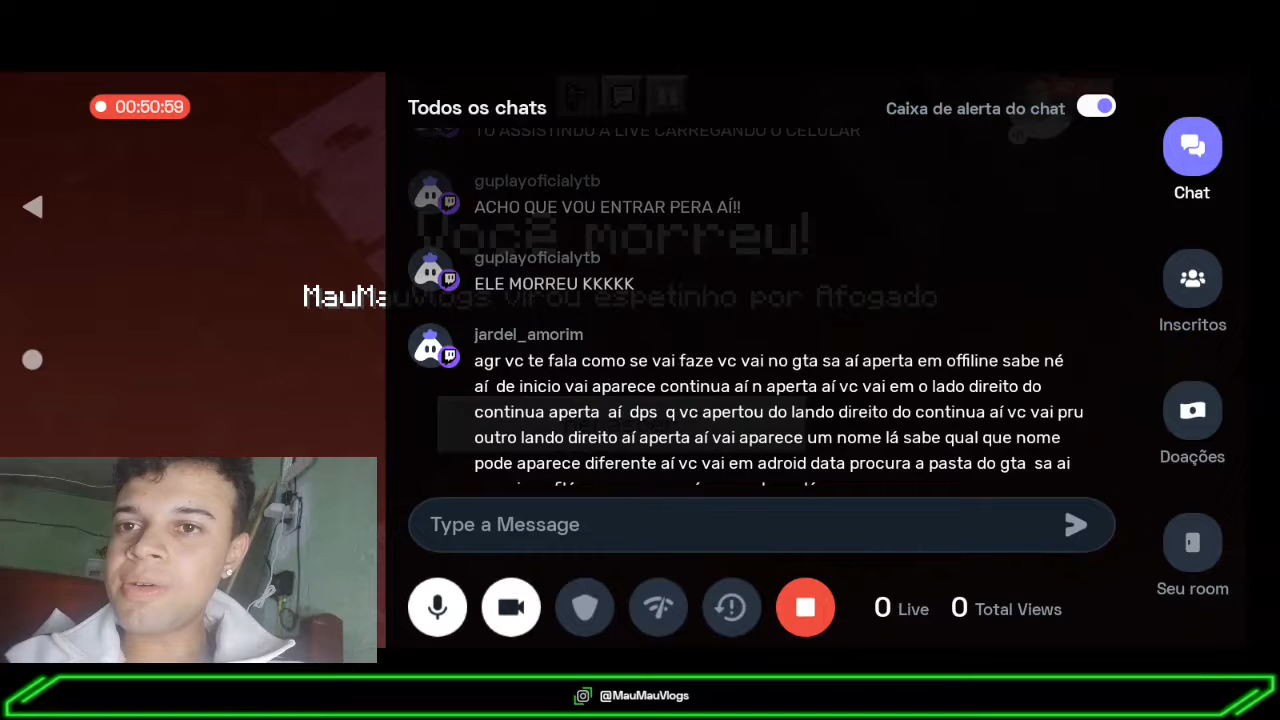 00:50:59
Todos os chats
Caixa de alerta do chat
TÔ ASSISTINDO A LIVE CARREGANDO O CELULAR
guplayoficialytb
ACHO QUE VOU ENTRAR PERA AÍ!!
Você morreu!
guplayoficialytb
ELE MORREU KKKKK
MauMauVlogs virou espetinho por Afogado
jardel_amorim
agr vc te fala como se vai faze vc vai no gta sa aí aperta em offiline sabe né
aí de inicio vai aparece continua aí n aperta aí vc vai em o lado direito do
continua aperta aí dps q vc apertou do lando direito do continua aí vc vai pru
outro lando direito aí aperta aí vai aparece um nome lá sabe qual que nome
pode aparece diferente aí vc vai em adroid data procura a pasta do gta sa ai
Type a Message
0 Live 0 Total Views
Chat
Inscritos
Doações
Seu room
@MauMauVlogs